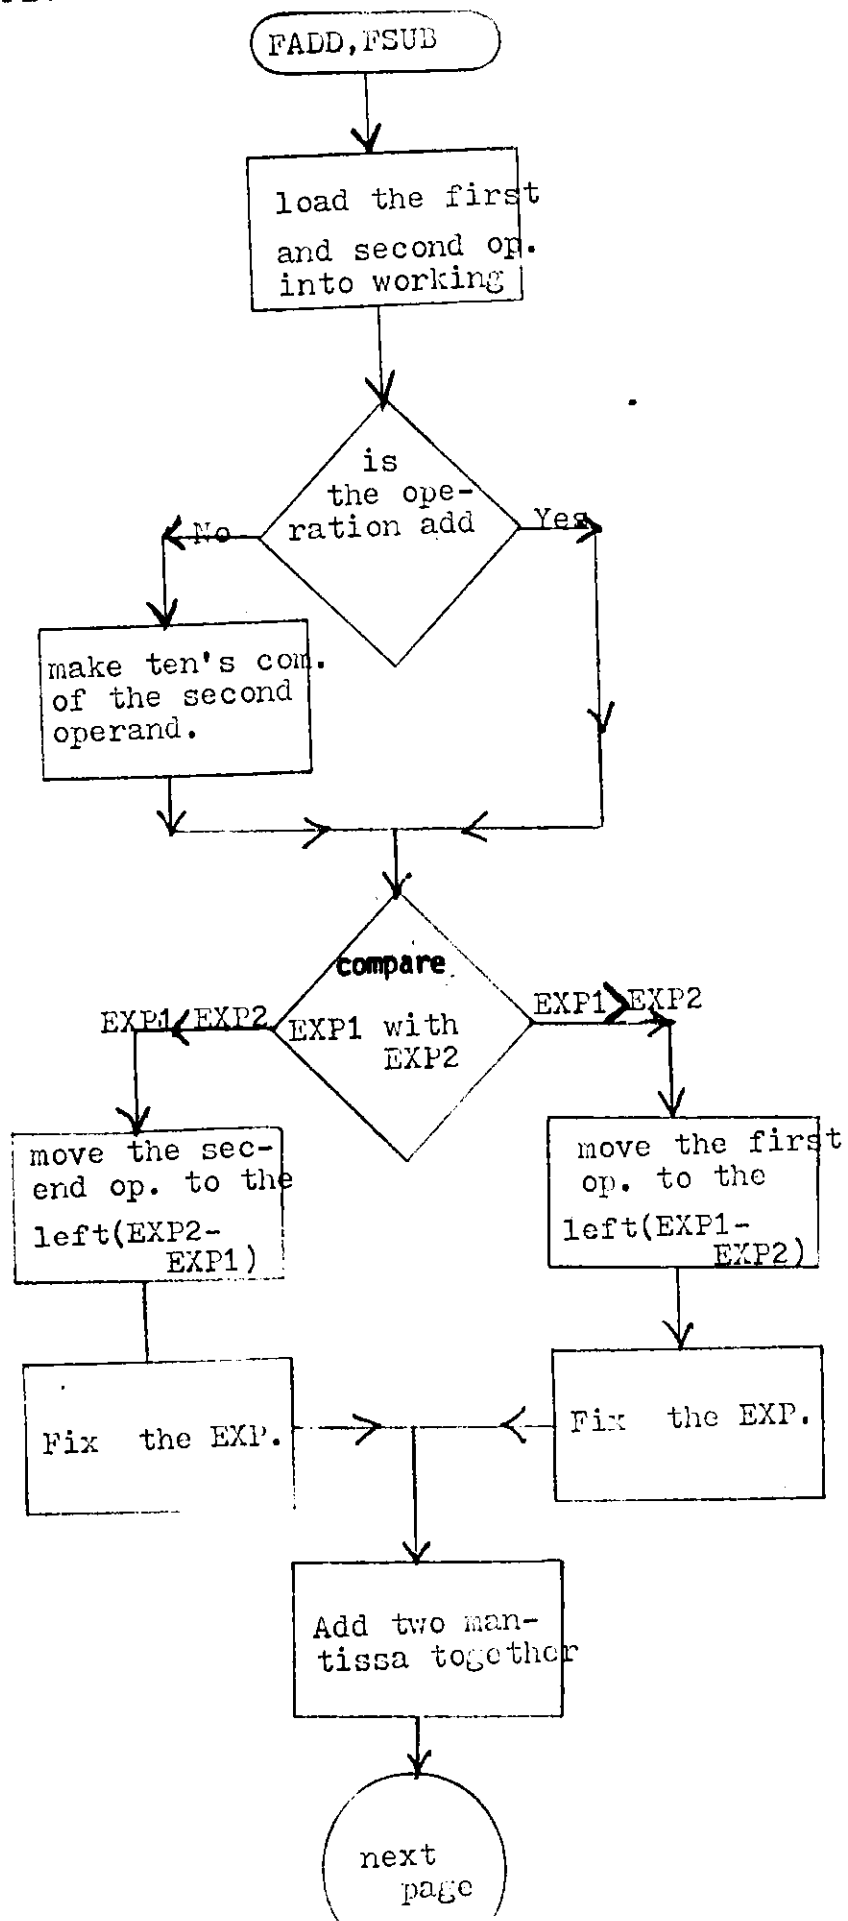 FADD,FSUB
load the first
and second op.
into working
is
the ope-
ration add
No
Yes
make ten's com.
of the second
operand.
compare
EXP1<EXP2
EXP1 with
EXP2
EXP1>EXP2
move the sec-
end op. to the
left(EXP2-
EXP1)
move the first
op. to the
left(EXP1-
EXP2)
Fix the EXP.
Fix the EXP.
Add two man-
tissa together
next
page